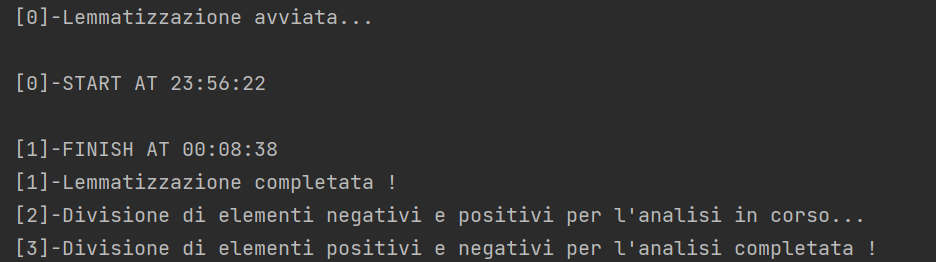 [0]-Lemmatizzazione avviata...
[0]-START AT 23:56:22
[1]-FINISH AT 00:08:38
[1]-Lemmatizzazione completata !
[2]-Divisione di elementi negativi e positivi per l'analisi in corso...
[3]-Divisione di elementi positivi e negativi per l'analisi completata !